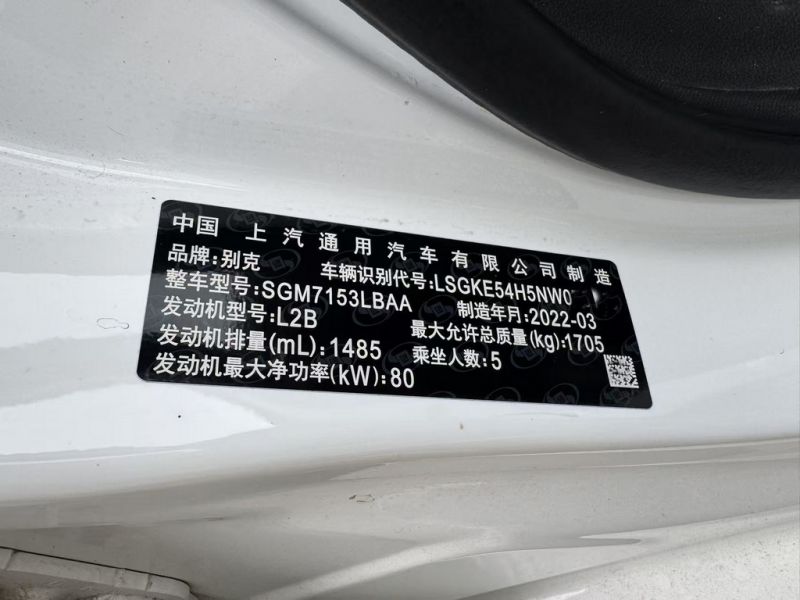 中国 上汽通用汽车有限公司制造
品牌:别克 车辆识别代号:LSGKE54H5NW0
整车型号:SGM7153LBAA 制造年月:2022-03
发动机型号:L2B 最大允许总质量(kg):1705
发动机排量(mL):1485 乘坐人数:5
发动机最大净功率(kW):80